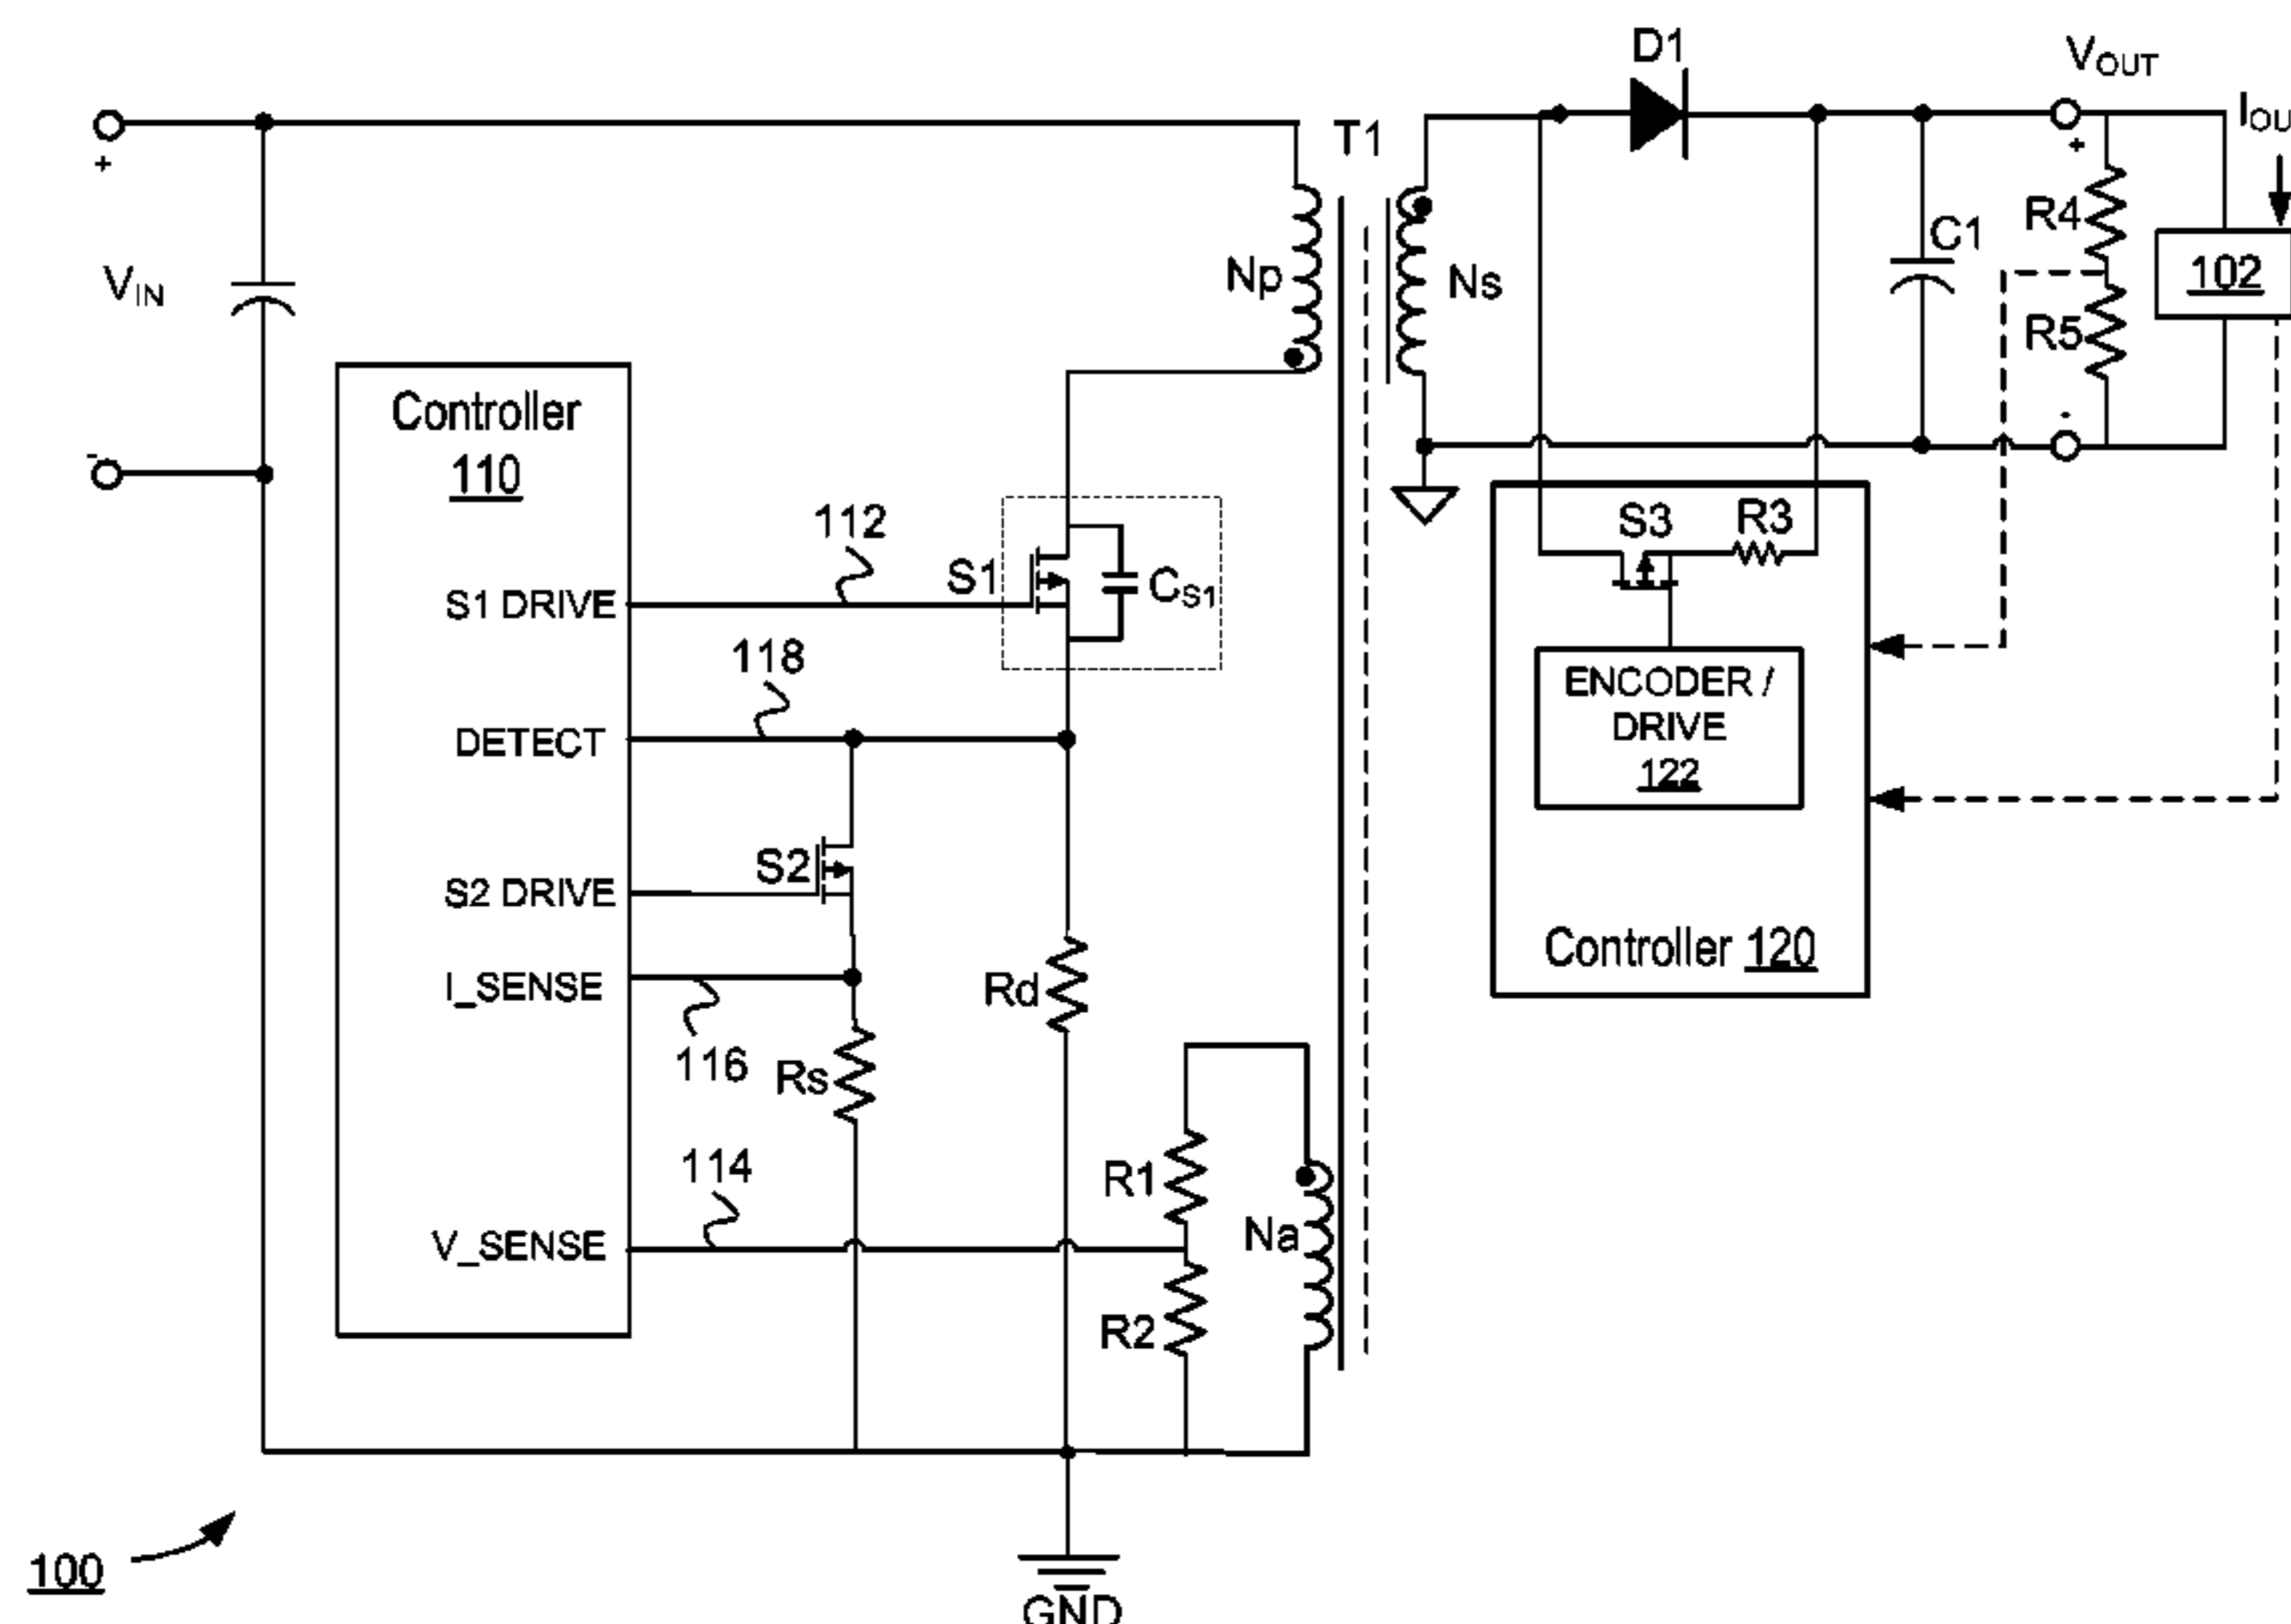 D1
VOUT
IOU
T1
+
+
R4
C1
VIN
Np
Ns
102
R5
-
-
Controller
110
112
S3
R3
S1
CS1
S1 DRIVE
118
ENCODER /
DRIVE
122
DETECT
S2
S2 DRIVE
Controller 120
I_SENSE
Rd
116
Rs
114
R1
V_SENSE
Na
R2
100
GND